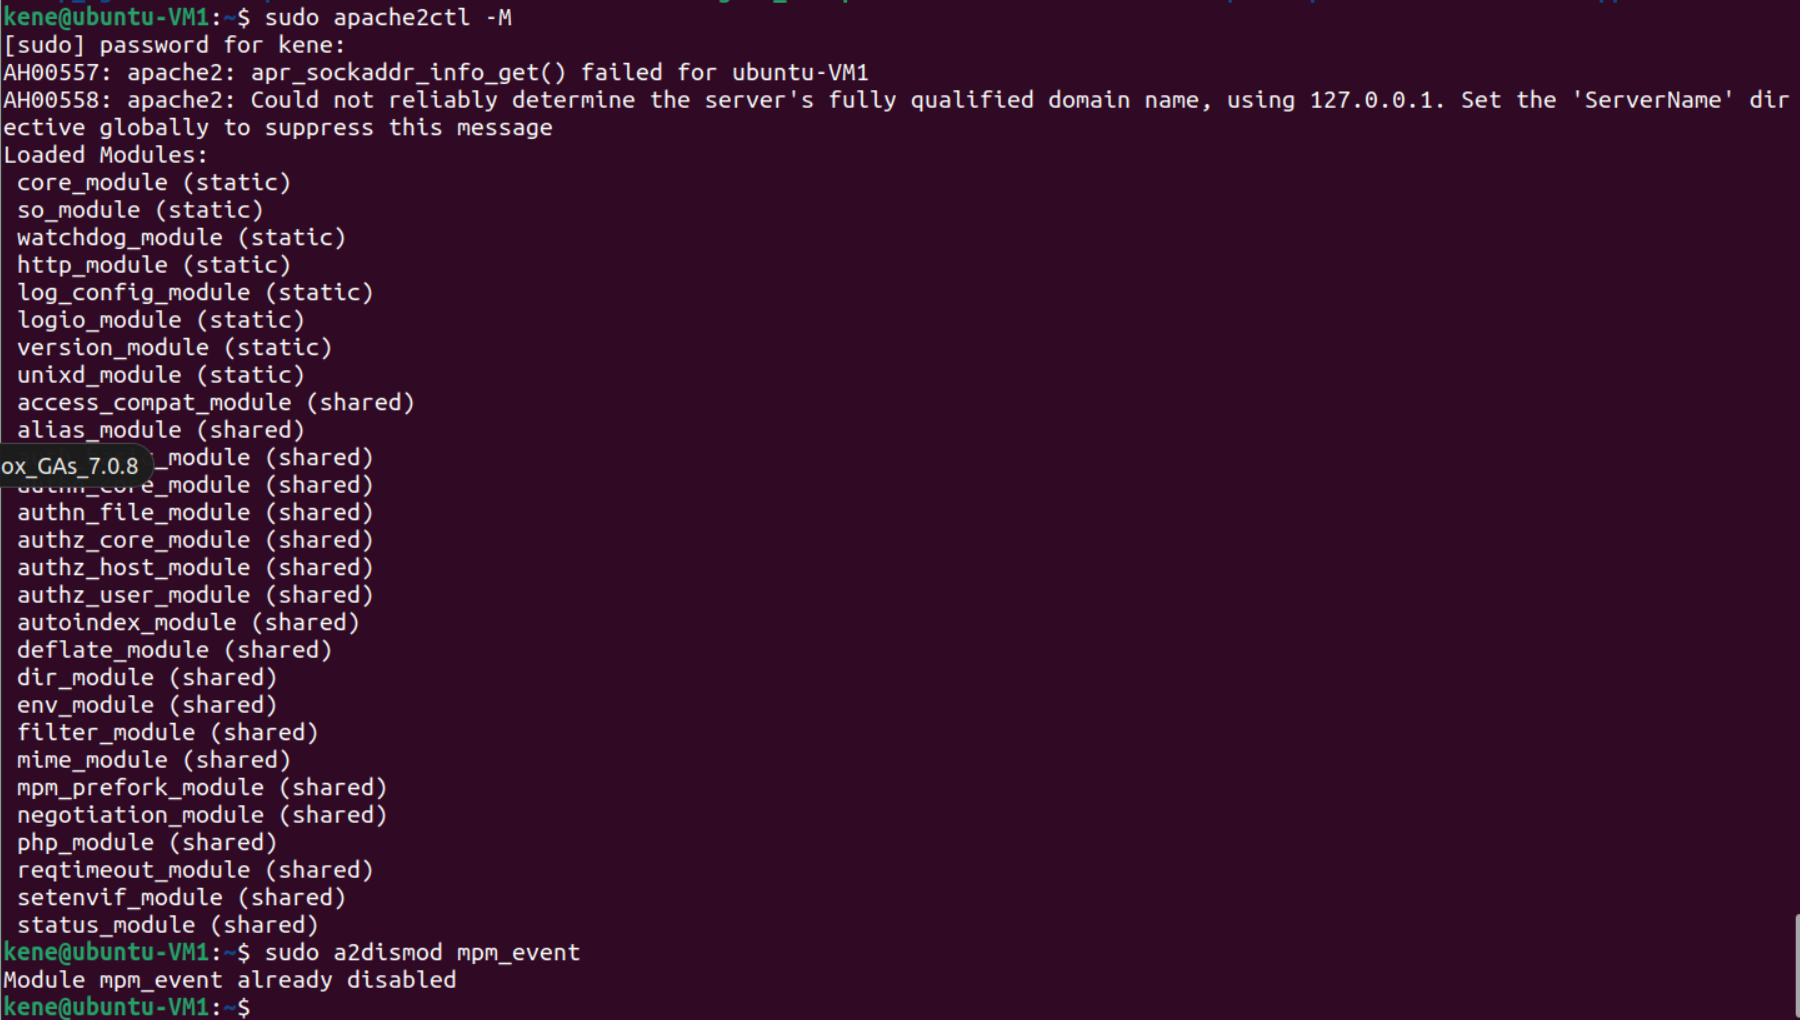 kene@ubuntu-VM1:~$ sudo apache2ctl -M
[sudo] password for kene:
AH00557: apache2: apr_sockaddr_info_get() failed for ubuntu-VM1
AH00558: apache2: Could not reliably determine the server's fully qualified domain name, using 127.0.0.1. Set the 'ServerName' dir
ective globally to suppress this message
Loaded Modules:
 core_module (static)
 so_module (static)
 watchdog_module (static)
 http_module (static)
 log_config_module (static)
 logio_module (static)
 version_module (static)
 unixd_module (static)
 access_compat_module (shared)
 alias_module (shared)
_module (shared)
ox_GAs_7.0.8
 authn_core_module (shared)
 authn_file_module (shared)
 authz_core_module (shared)
 authz_host_module (shared)
 authz_user_module (shared)
 autoindex_module (shared)
 deflate_module (shared)
 dir_module (shared)
 env_module (shared)
 filter_module (shared)
 mime_module (shared)
 mpm_prefork_module (shared)
 negotiation_module (shared)
 php_module (shared)
 reqtimeout_module (shared)
 setenvif_module (shared)
 status_module (shared)
kene@ubuntu-VM1:~$ sudo a2dismod mpm_event
Module mpm_event already disabled
kene@ubuntu-VM1:~$